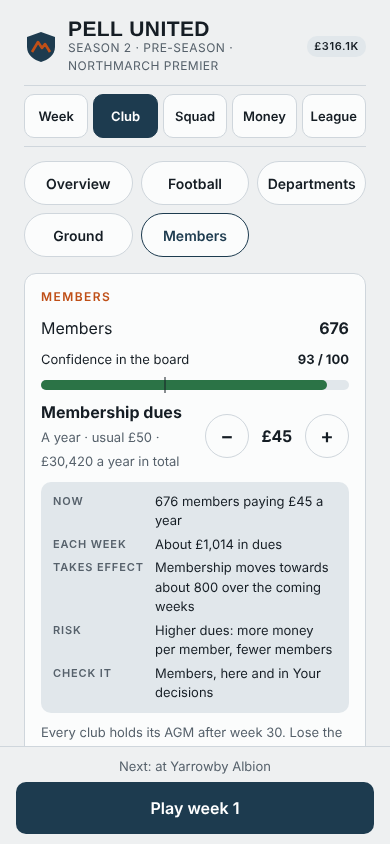 PELL UNITED
SEASON 2 · PRE-SEASON ·
NORTHMARCH PREMIER
£316.1K
Week
Club
Squad
Money
League
Overview
Football
Departments
Ground
Members
MEMBERS
Members 676
Confidence in the board 93 / 100
Membership dues
A year · usual £50 ·
£30,420 a year in total
− £45 +
NOW 676 members paying £45 a
year
EACH WEEK About £1,014 in dues
TAKES EFFECT Membership moves towards
about 800 over the coming
weeks
RISK Higher dues: more money
per member, fewer members
CHECK IT Members, here and in Your
decisions
Every club holds its AGM after week 30. Lose the
Next: at Yarrowby Albion
Play week 1